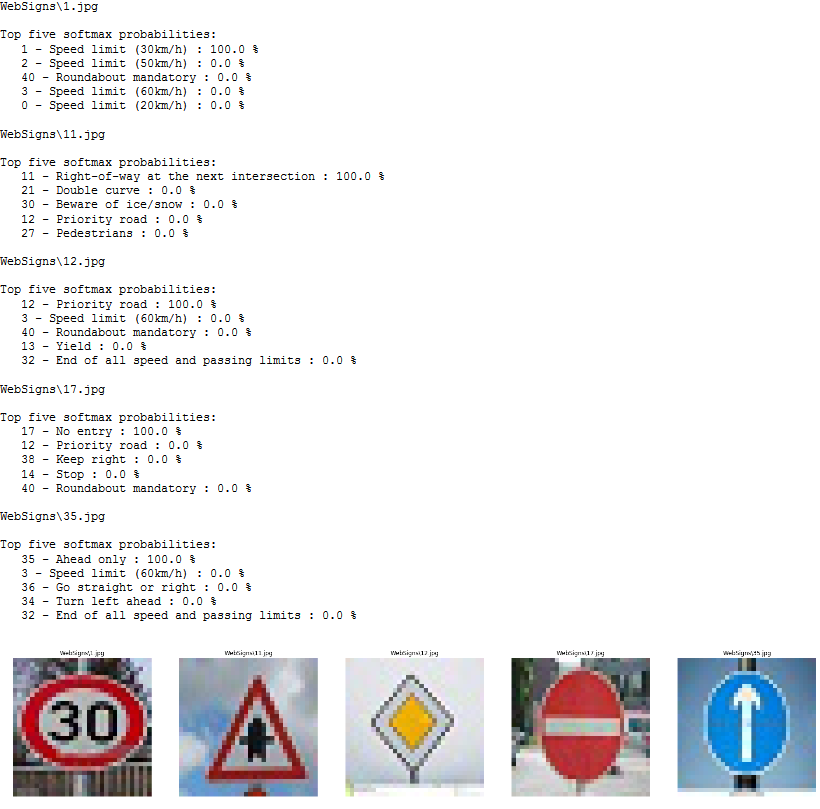 WebSigns\1.jpg
Top five softmax probabilities:
1 - Speed limit (30km/h) : 100.0 %
2 - Speed limit (50km/h) : 0.0 %
40 - Roundabout mandatory : 0.0 %
3 - Speed limit (60km/h) : 0.0 %
0 - Speed limit (20km/h) : 0.0 %
WebSigns\11.jpg
Top five softmax probabilities:
11 - Right-of-way at the next intersection : 100.0 %
21 - Double curve : 0.0 %
30 - Beware of ice/snow : 0.0 %
12 - Priority road : 0.0 %
27 - Pedestrians : 0.0 %
WebSigns\12.jpg
Top five softmax probabilities:
12 - Priority road : 100.0 %
3 - Speed limit (60km/h) : 0.0 %
40 - Roundabout mandatory : 0.0 %
13 - Yield : 0.0 %
32 - End of all speed and passing limits : 0.0 %
WebSigns\17.jpg
Top five softmax probabilities:
17 - No entry : 100.0 %
12 - Priority road : 0.0 %
38 - Keep right : 0.0 %
14 - Stop : 0.0 %
40 - Roundabout mandatory : 0.0 %
WebSigns\35.jpg
Top five softmax probabilities:
35 - Ahead only : 100.0 %
3 - Speed limit (60km/h) : 0.0 %
36 - Go straight or right : 0.0 %
34 - Turn left ahead : 0.0 %
32 - End of all speed and passing limits : 0.0 %
WebSigns\1.jpg
WebSigns\11.jpg
WebSigns\12.jpg
WebSigns\17.jpg
WebSigns\35.jpg
30